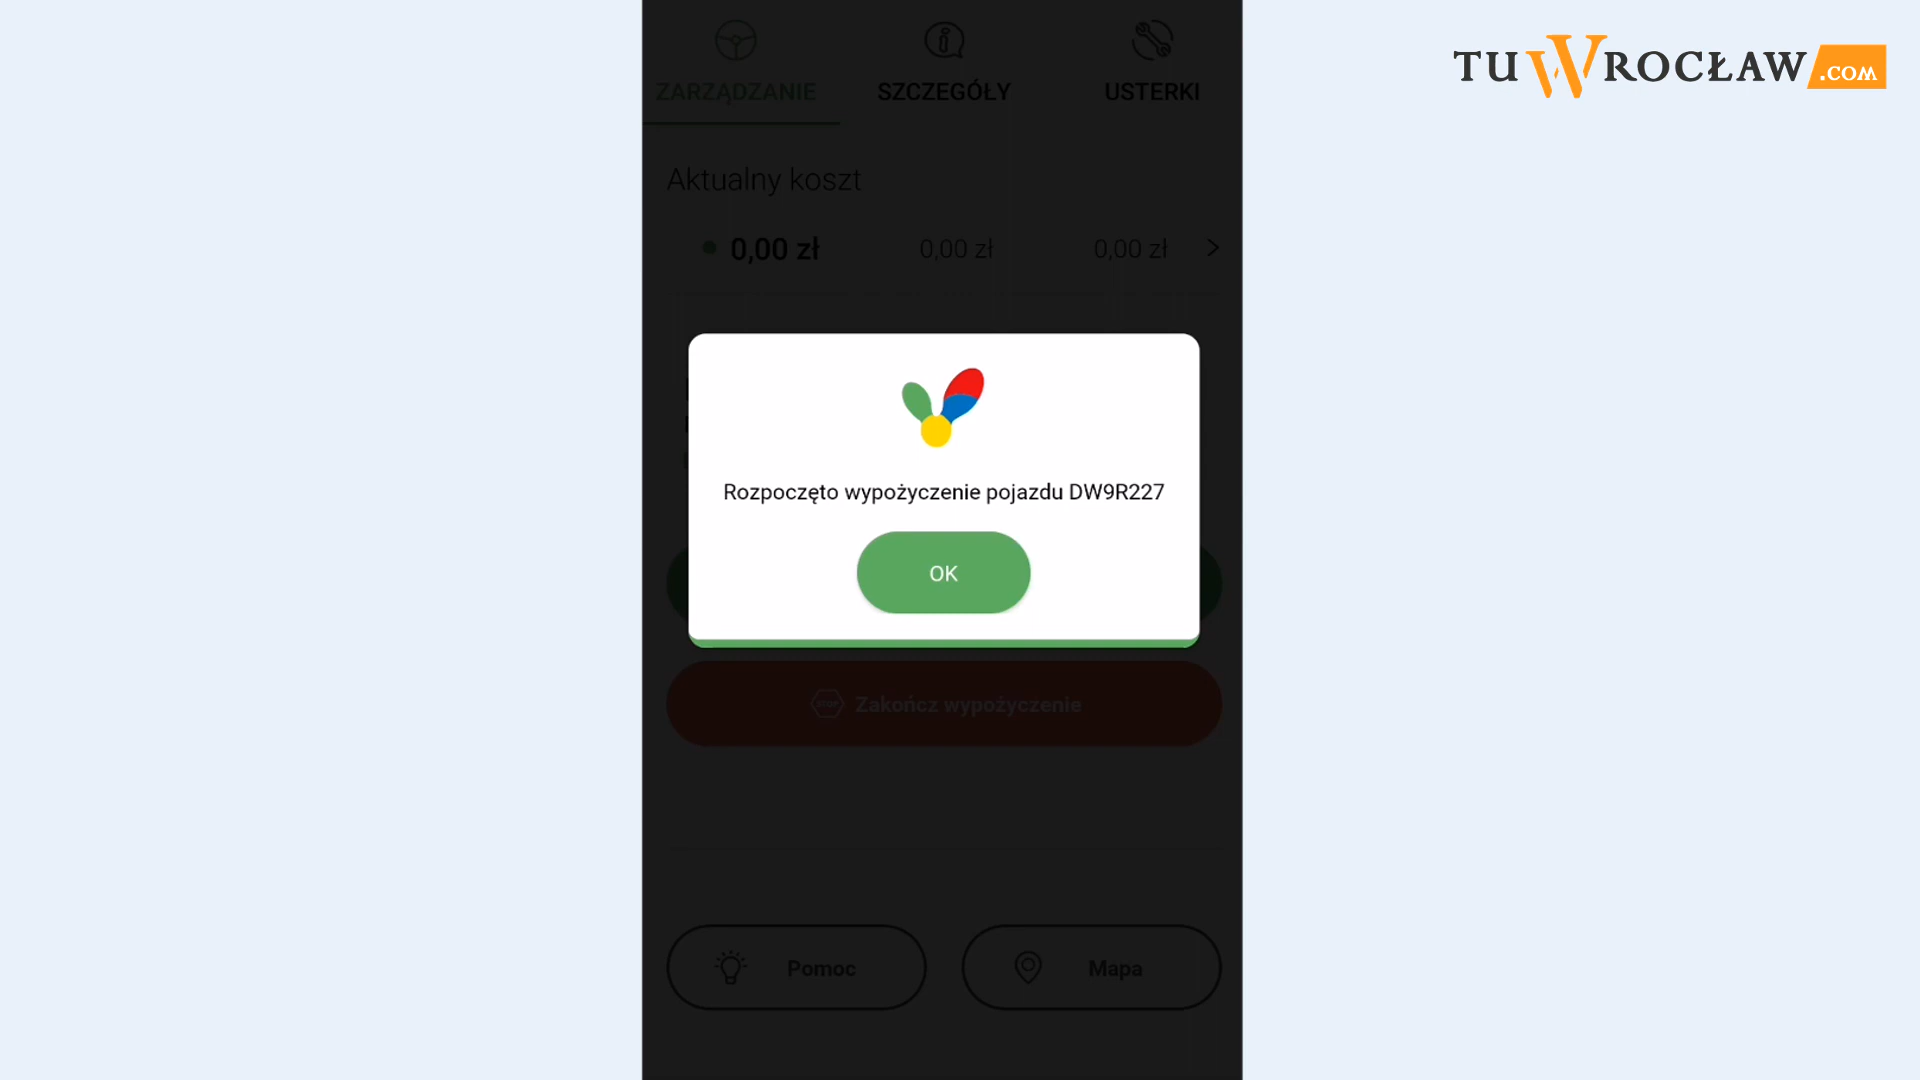 TUWROCŁAW.COM
ZARZĄDZANIE
SZCZEGÓŁY
USTERKI
Aktualny koszt
0,00 zł
0,00 zł
0,00 zł
Rozpoczęto wypożyczenie pojazdu DW9R227
OK
STOP Zakończ wypożyczenie
Pomoc
Mapa